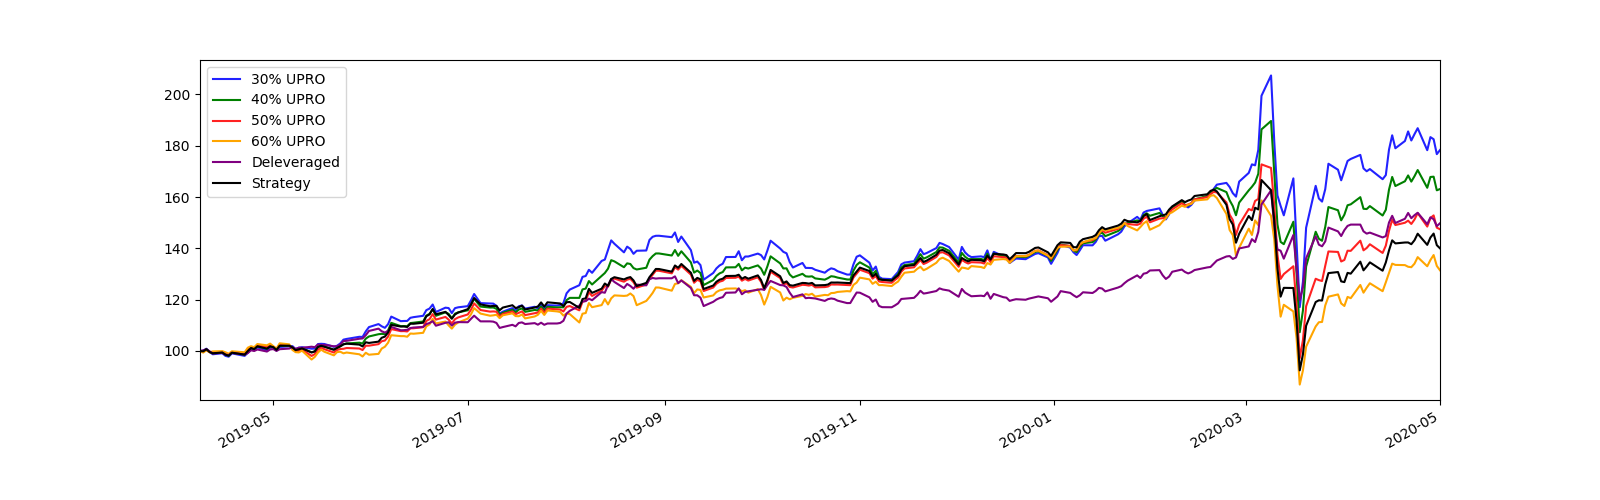 30% UPRO
40% UPRO
50% UPRO
60% UPRO
Deleveraged
Strategy
200
180
160
140
120
100
2019-05
2019-07
2019-09
2019-11
2020-01
2020-03
2020-05